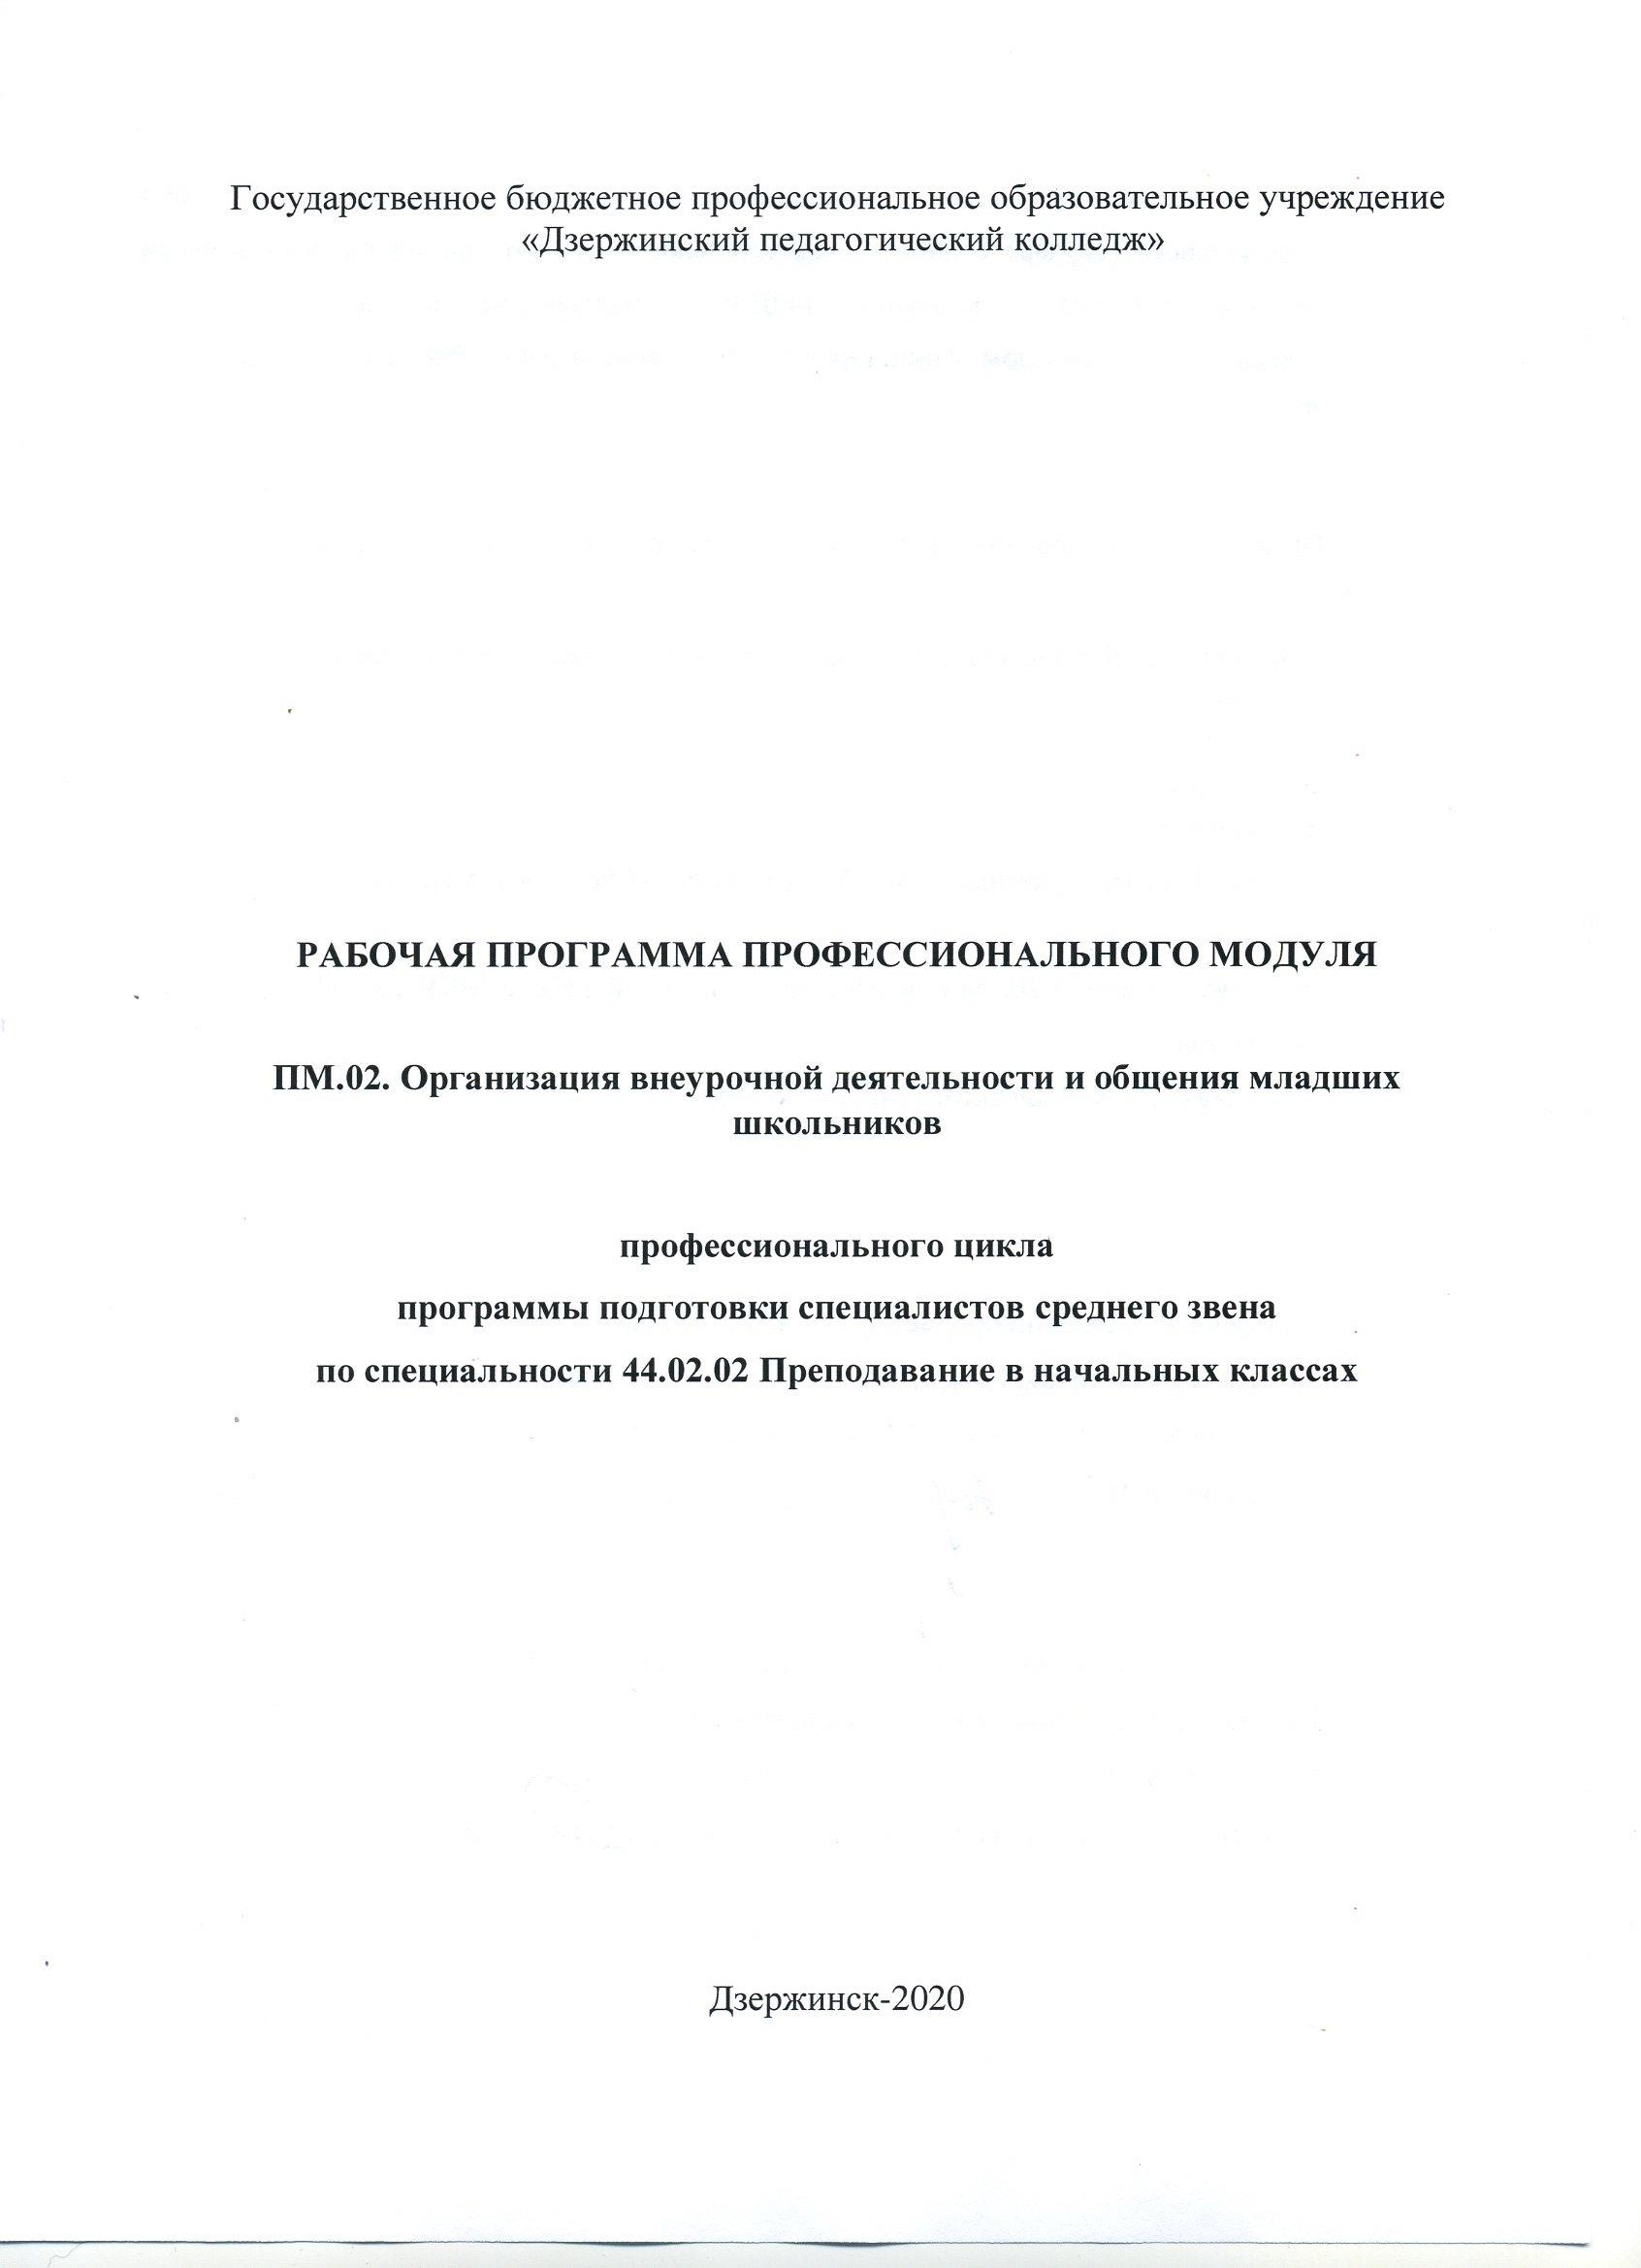 Государственное бюджетное профессиональное образовательное учреждение
«Дзержинский педагогический колледж»
РАБОЧАЯ ПРОГРАММА ПРОФЕССИОНАЛЬНОГО МОДУЛЯ
ПМ.02. Организация внеурочной деятельности и общения младших
школьников
профессионального цикла
программы подготовки специалистов среднего звена
по специальности 44.02.02 Преподавание в начальных классах
Дзержинск-2020